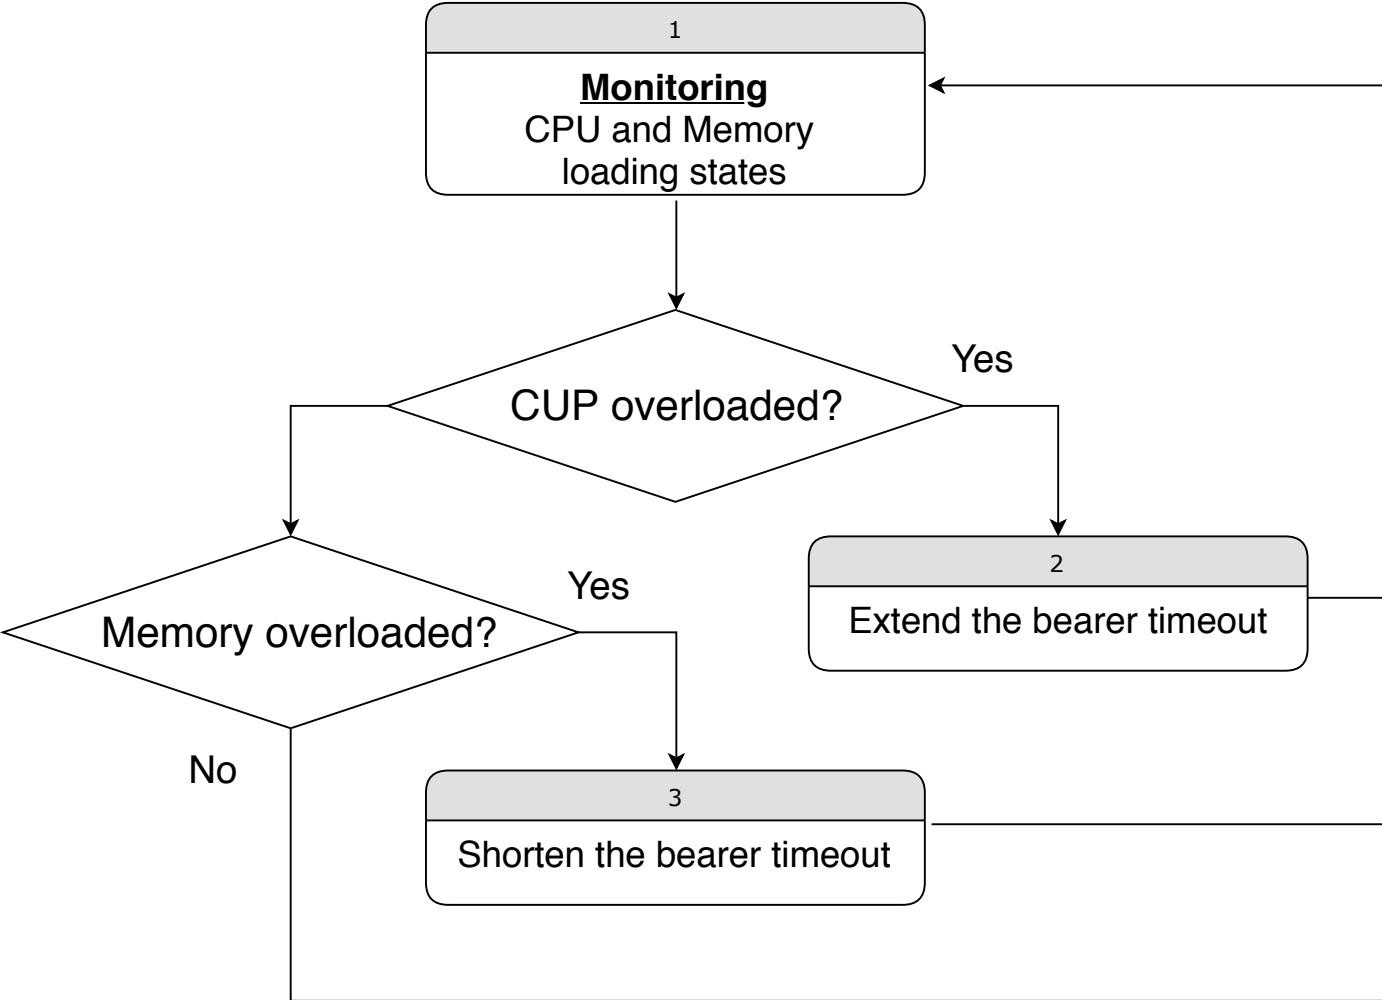 1
Monitoring
CPU and Memory
loading states
Yes
CUP overloaded?
2
Extend the bearer timeout
Yes
Memory overloaded?
No
3
Shorten the bearer timeout